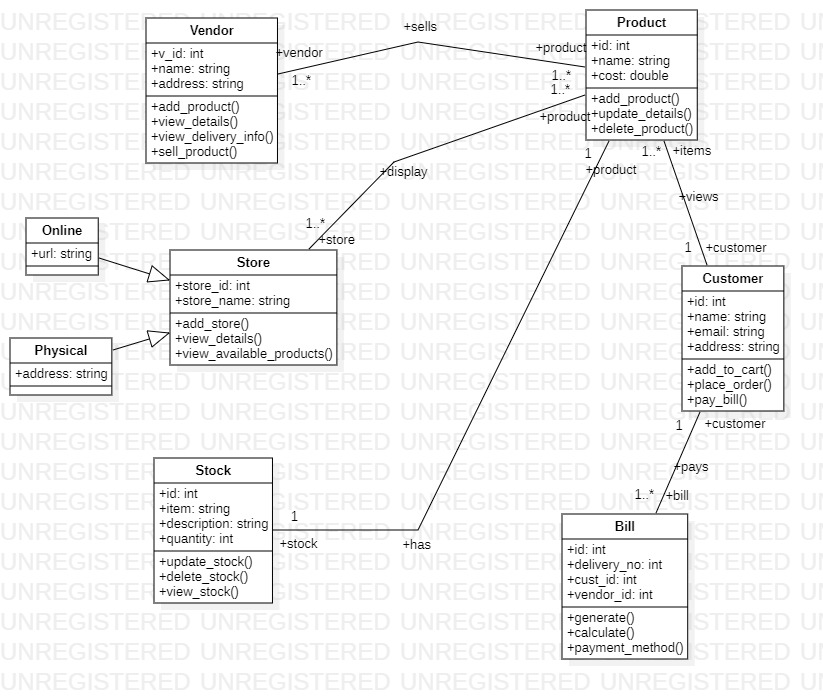 UNREGISTERED UNREGISTERED UNREGISTERED UNREGISTERED UN
Vendor
+v_id: int
+name: string
+address: string
+add_product()
+view_details()
+view_delivery_info()
+sell_product()
+vendor
1..*
+sells
+product
1..*
Product
+id: int
+name: string
+cost: double
+add_product()
+update_details()
+delete_product()
1..*
+product
+display
1..*
+store
1
+product
1..*
+items
+views
1
+customer
Online
+url: string
Physical
+address: string
Store
+store_id: int
+store_name: string
+add_store()
+view_details()
+view_available_products()
Customer
+id: int
+name: string
+email: string
+address: string
+add_to_cart()
+place_order()
+pay_bill()
1
+customer
+pays
1..*
+bill
Stock
+id: int
+item: string
+description: string
+quantity: int
+update_stock()
+delete_stock()
+view_stock()
1
+stock
+has
Bill
+id: int
+delivery_no: int
+cust_id: int
+vendor_id: int
+generate()
+calculate()
+payment_method()